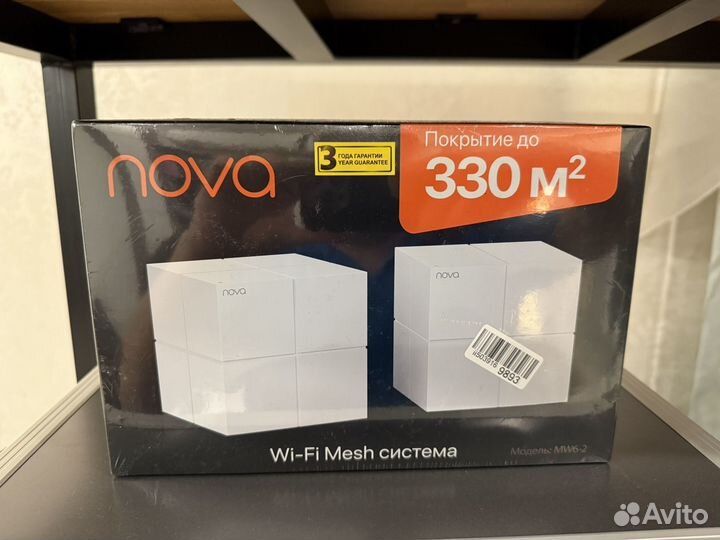 nova
3 ГОДА ГАРАНТИИ
YEAR GUARANTEE
Покрытие до
330 м²
nova
nova
9893
Wi-Fi Mesh система
Модель: MW6-2
Avito